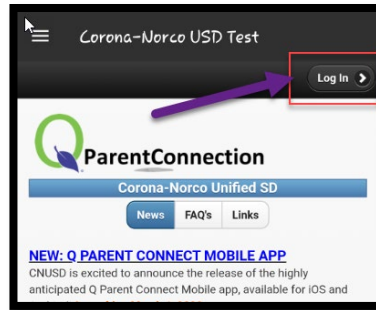 Corona-Norco USD Test
Log In
ParentConnection
Corona-Norco Unified SD
News FAQ's Links
NEW: Q PARENT CONNECT MOBILE APP
CNUSD is excited to announce the release of the highly
anticipated Q Parent Connect Mobile app, available for iOS and